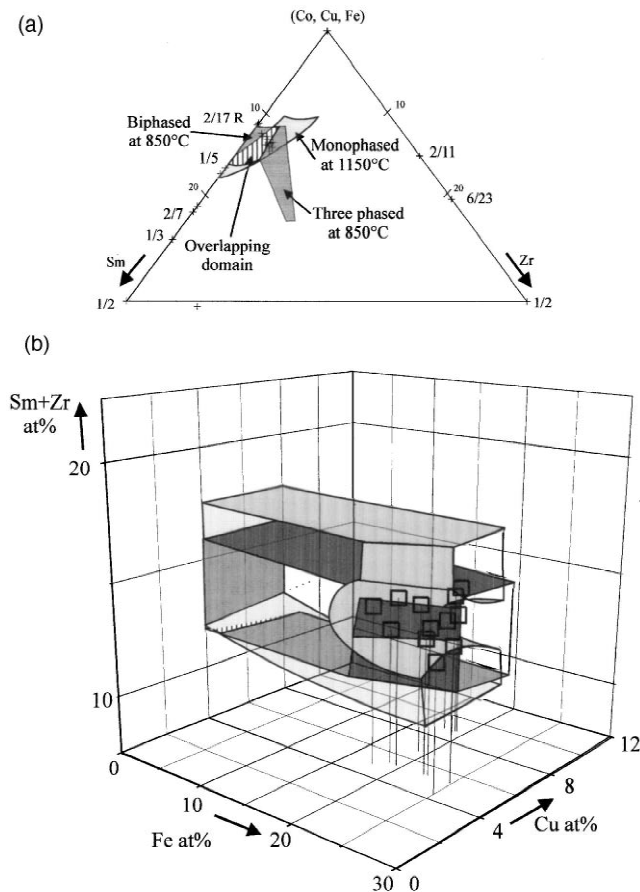 (a)
(Co, Cu, Fe)
10
10
2/17 R
Biphased
at 850°C
Monophased
at 1150°C
2/11
1/5
20
20
6/23
2/7
Three phased
at 850°C
1/3
Overlapping
domain
Sm
Zr
1/2
1/2
(b)
Sm+Zr
at%
20
10
0
12
10
8
Fe at%
20
4
Cu at%
30
0